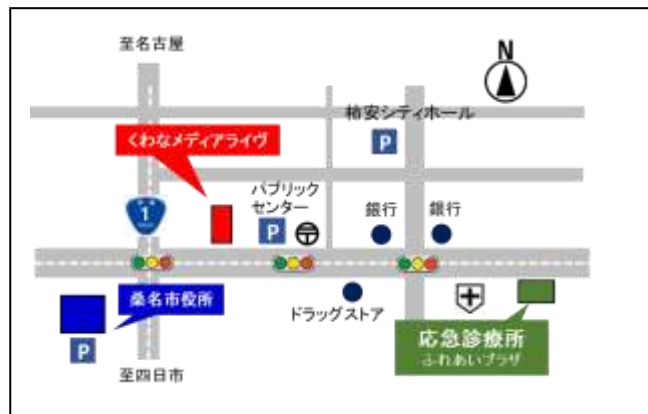 至名古屋
N
柿安シティホール
P
くわなメディアライヴ
1
パブリック
センター
P
銀行
銀行
桑名市役所
P
ドラッグストア
応急診療所
ふれあいプラザ
至四日市